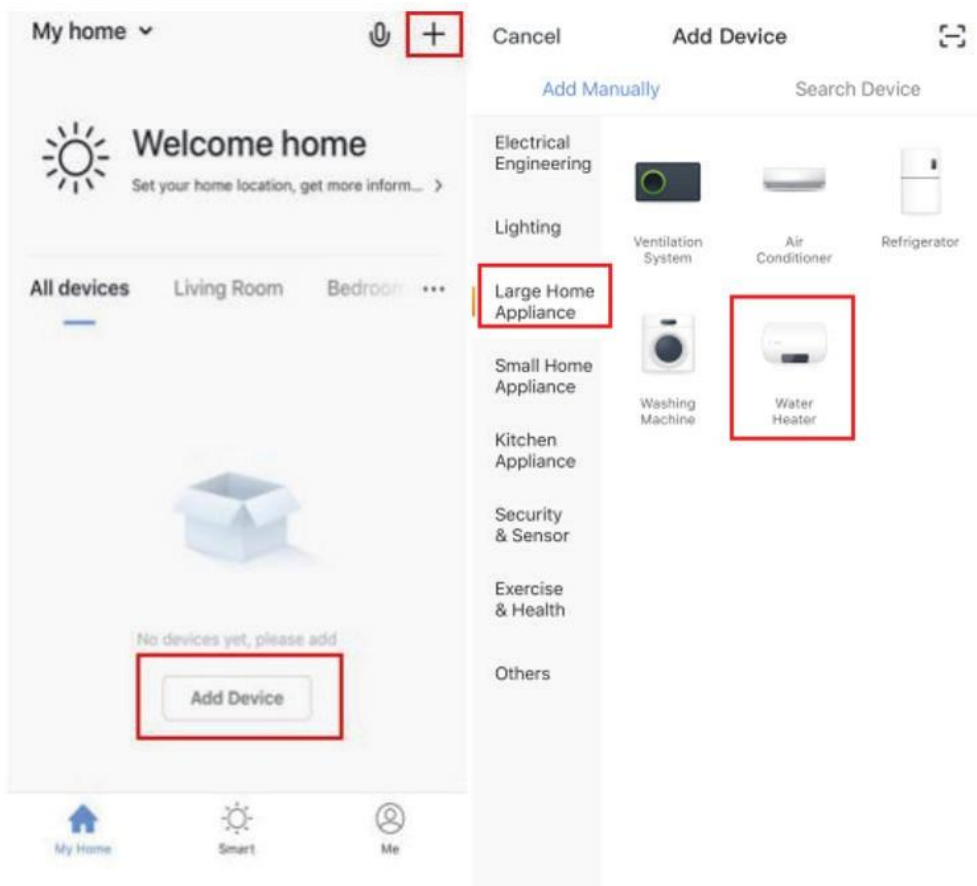 My home
Welcome home
Set your home location, get more inform...
All devices Living Room Bedroom
No devices yet, please add
Add Device
My Home Smart Me
Cancel Add Device
Add Manually Search Device
Electrical
Engineering
Lighting
Large Home
Appliance
Small Home
Appliance
Kitchen
Appliance
Security
& Sensor
Exercise
& Health
Others
Ventilation
System
Air
Conditioner
Refrigerator
Washing
Machine
Water
Heater